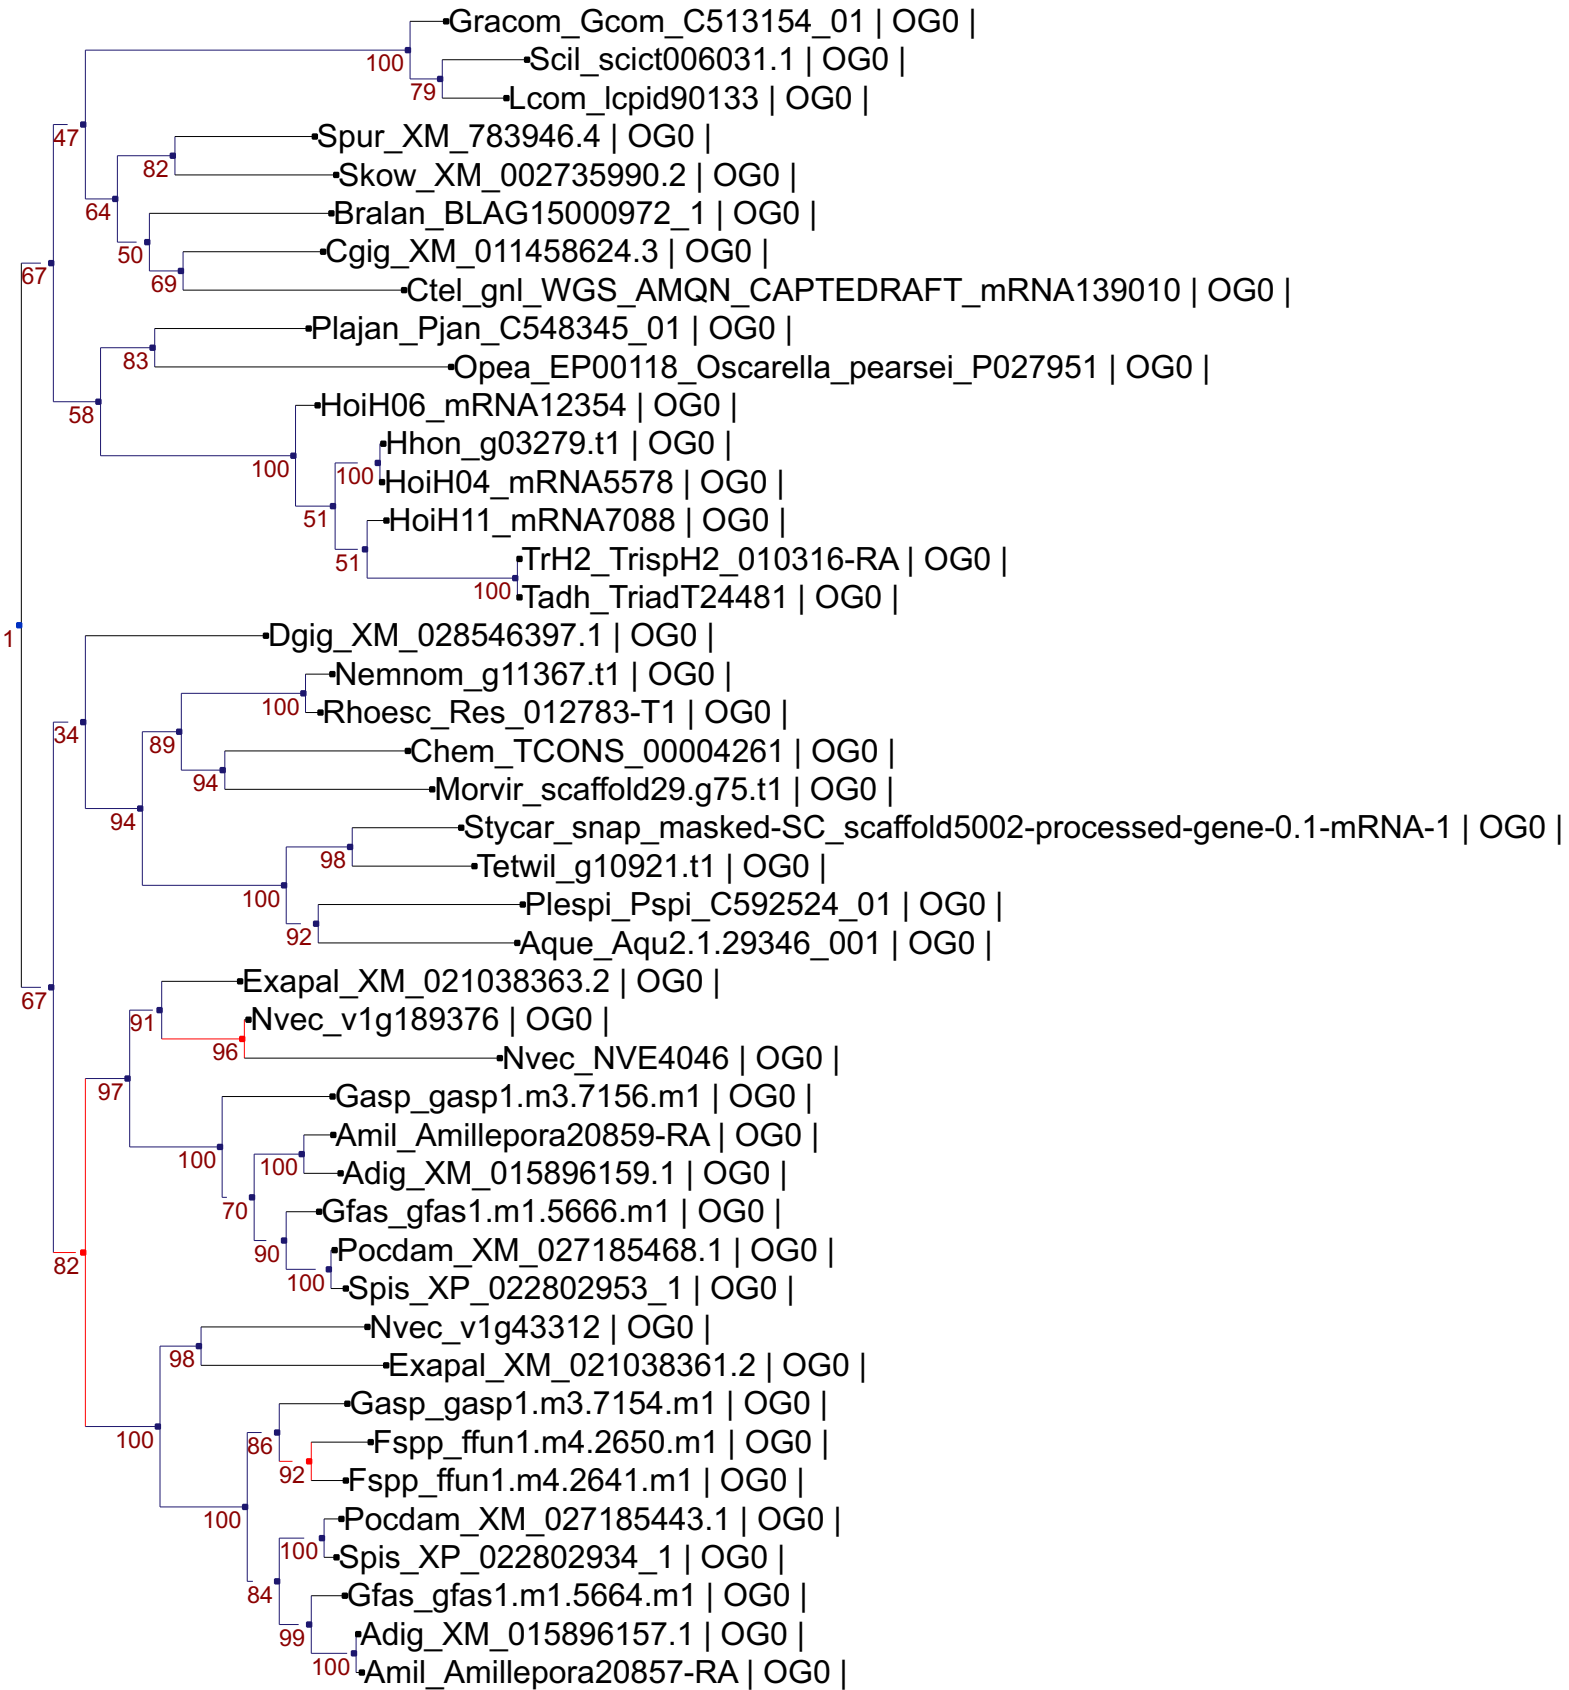 Gracom_Gcom_C513154_01 | OG0 |
100
Scil_scict006031.1 | OG0 |
79
Lcom_lcpid90133 | OG0 |
47
Spur_XM_783946.4 | OG0 |
82
Skow_XM_002735990.2 | OG0 |
64
Bralan_BLAG15000972_1 | OG0 |
50
Cgig_XM_011458624.3 | OG0 |
67
69
Ctel_gnl_WGS_AMQN_CAPTEDRAFT_mRNA139010 | OG0 |
Plajan_Pjan_C548345_01 | OG0 |
83
Opea_EP00118_Oscarella_pearsei_P027951 | OG0 |
58
HoiH06_mRNA12354 | OG0 |
Hhon_g03279.t1 | OG0 |
100
100
HoiH04_mRNA5578 | OG0 |
51
HoiH11_mRNA7088 | OG0 |
51
TrH2_TrispH2_010316-RA | OG0 |
100
Tadh_TriadT24481 | OG0 |
1
Dgig_XM_028546397.1 | OG0 |
Nemnom_g11367.t1 | OG0 |
100
Rhoesc_Res_012783-T1 | OG0 |
34
89
Chem_TCONS_00004261 | OG0 |
94
Morvir_scaffold29.g75.t1 | OG0 |
94
Stycar_snap_masked-SC_scaffold5002-processed-gene-0.1-mRNA-1 | OG0 |
98
Tetwil_g10921.t1 | OG0 |
100
Plespi_Pspi_C592524_01 | OG0 |
92
Aque_Aqu2.1.29346_001 | OG0 |
Exapal_XM_021038363.2 | OG0 |
67
91
Nvec_v1g189376 | OG0 |
96
Nvec_NVE4046 | OG0 |
97
Gasp_gasp1.m3.7156.m1 | OG0 |
Amil_Amillepora20859-RA | OG0 |
100
100
Adig_XM_015896159.1 | OG0 |
70
Gfas_gfas1.m1.5666.m1 | OG0 |
90
Pocdam_XM_027185468.1 | OG0 |
82
100
Spis_XP_022802953_1 | OG0 |
Nvec_v1g43312 | OG0 |
98
Exapal_XM_021038361.2 | OG0 |
Gasp_gasp1.m3.7154.m1 | OG0 |
100
86
Fspp_ffun1.m4.2650.m1 | OG0 |
92
Fspp_ffun1.m4.2641.m1 | OG0 |
100
Pocdam_XM_027185443.1 | OG0 |
100
Spis_XP_022802934_1 | OG0 |
84
Gfas_gfas1.m1.5664.m1 | OG0 |
99
Adig_XM_015896157.1 | OG0 |
100
Amil_Amillepora20857-RA | OG0 |